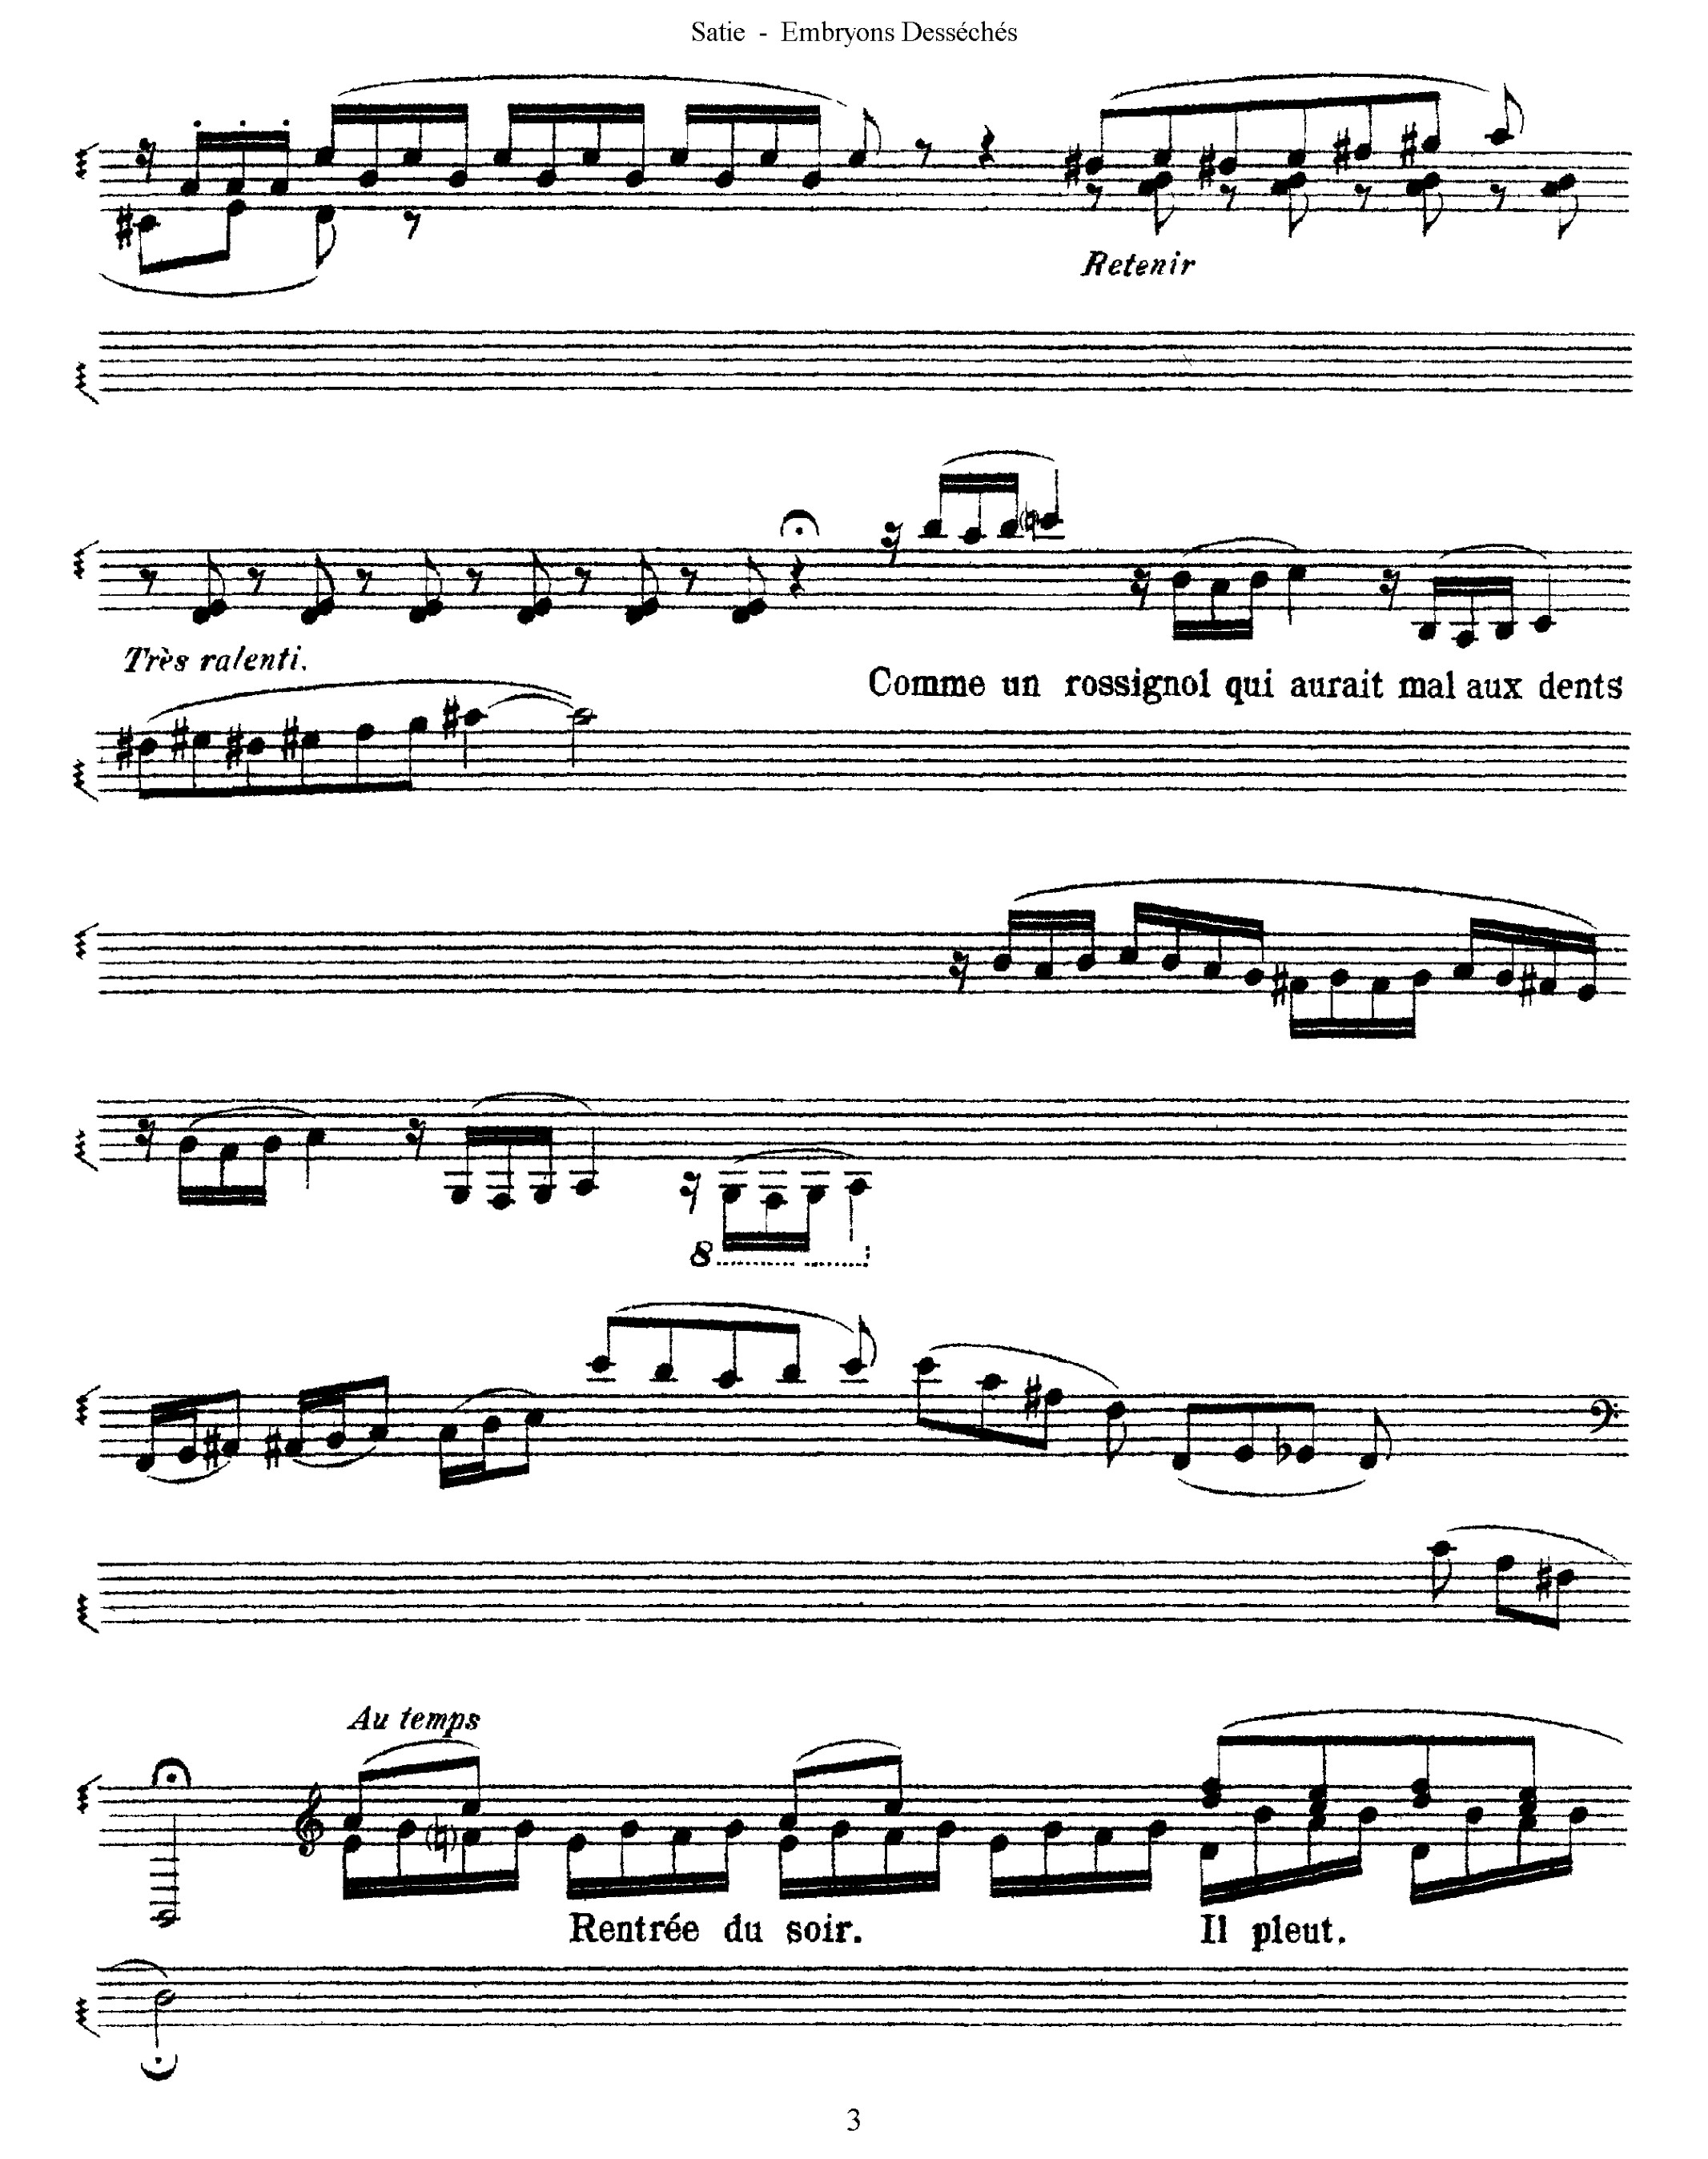 Satie - Embryons Desséchés
Retenir
Très ralenti.
Comme un rossignol qui aurait mal aux dents
8
Au temps
Rentrée du soir. Il pleut.
3